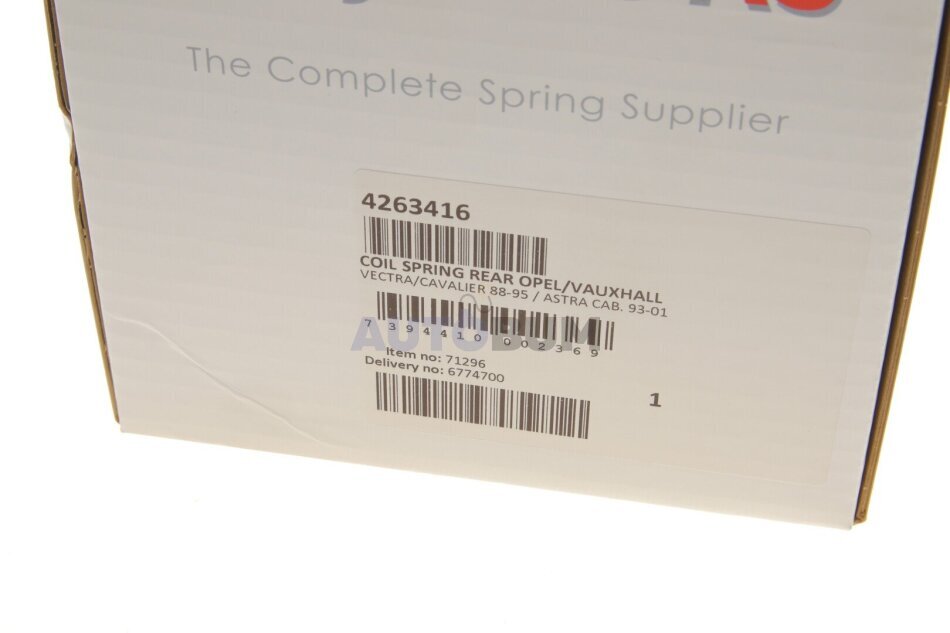 The Complete Spring Supplier
4263416
COIL SPRING REAR OPEL/VAUXHALL
VECTRA/CAVALIER 88-95 / ASTRA CAB. 93-01
7 394410 002369
AUTODOM
Item no: 71296
Delivery no: 6774700
1